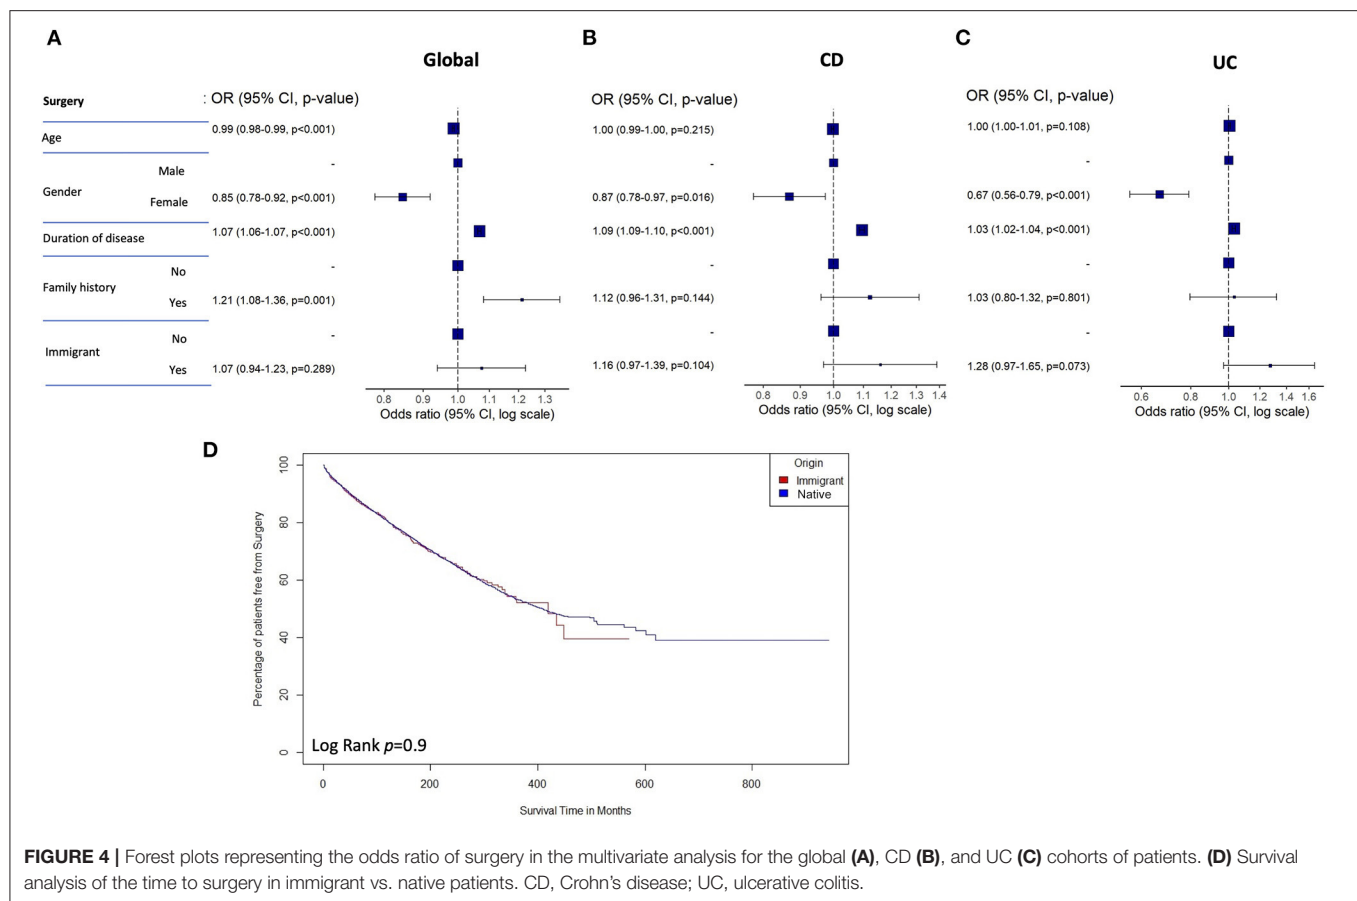 A
B
C
Global
CD
UC
Surgery
: OR (95% CI, p-value)
OR (95% CI, p-value)
OR (95% CI, p-value)
Age
0.99 (0.98-0.99, p<0.001)
1.00 (0.99-1.00, p=0.215)
1.00 (1.00-1.01, p=0.108)
Gender
Male
-
-
-
Female
0.85 (0.78-0.92, p<0.001)
0.87 (0.78-0.97, p=0.016)
0.67 (0.56-0.79, p<0.001)
Duration of disease
1.07 (1.06-1.07, p<0.001)
1.09 (1.09-1.10, p<0.001)
1.03 (1.02-1.04, p<0.001)
Family history
No
-
-
-
Yes
1.21 (1.08-1.36, p=0.001)
1.12 (0.96-1.31, p=0.144)
1.03 (0.80-1.32, p=0.801)
Immigrant
No
-
-
-
Yes
1.07 (0.94-1.23, p=0.289)
1.16 (0.97-1.39, p=0.104)
1.28 (0.97-1.65, p=0.073)
0.8 0.9 1.0 1.1 1.2 1.3
Odds ratio (95% CI, log scale)
0.8 0.9 1.0 1.1 1.2 1.3 1.4
Odds ratio (95% CI, log scale)
0.6 0.8 1.0 1.2 1.4 1.6
Odds ratio (95% CI, log scale)
D
Percentage of patients free from Surgery
100
80
60
40
20
0
Origin
Immigrant
Native
Log Rank p=0.9
0 200 400 600 800
Survival Time in Months
FIGURE 4 | Forest plots representing the odds ratio of surgery in the multivariate analysis for the global (A), CD (B), and UC (C) cohorts of patients. (D) Survival
analysis of the time to surgery in immigrant vs. native patients. CD, Crohn's disease; UC, ulcerative colitis.